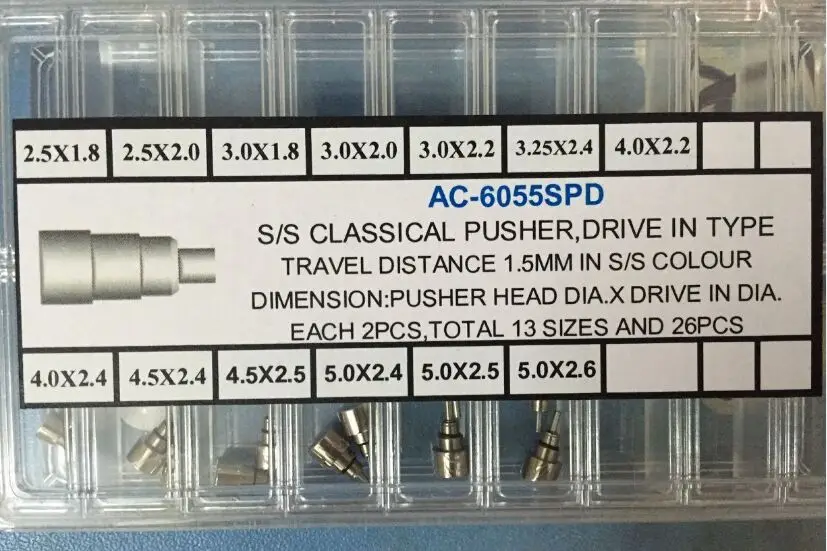 2.5X1.8 2.5X2.0 3.0X1.8 3.0X2.0 3.0X2.2 3.25X2.4 4.0X2.2
AC-6055SPD
S/S CLASSICAL PUSHER,DRIVE IN TYPE
TRAVEL DISTANCE 1.5MM IN S/S COLOUR
DIMENSION:PUSHER HEAD DIA.X DRIVE IN DIA.
EACH 2PCS,TOTAL 13 SIZES AND 26PCS
4.0X2.4 4.5X2.4 4.5X2.5 5.0X2.4 5.0X2.5 5.0X2.6